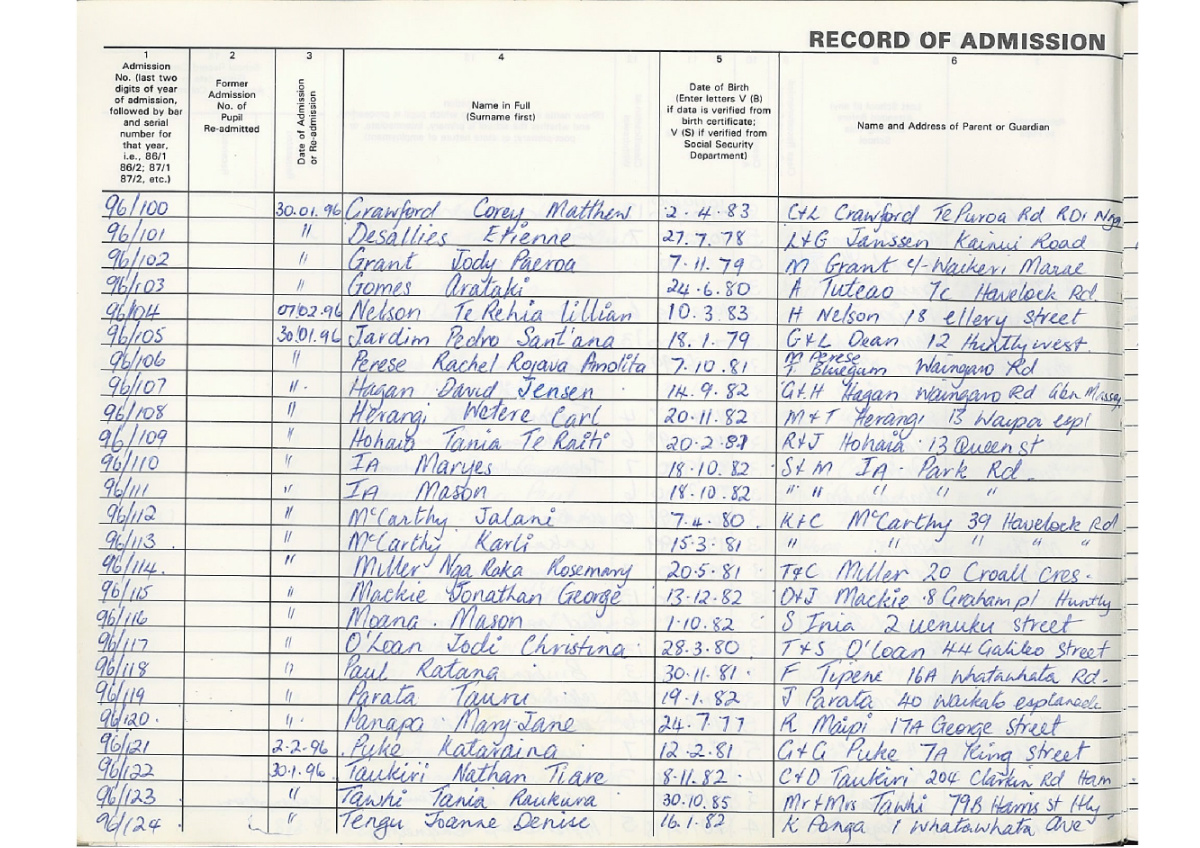 RECORD OF ADMISSION
1 2 3 4 5 6
Admission No. (last two digits of year of admission, followed by bar and serial number for that year, i.e., 86/1 86/2; 87/1 87/2, etc.)
Former Admission No. of Pupil Re-admitted
Date of Admission or Re-admission
Name in Full (Surname first)
Date of Birth (Enter letters V (B) if data is verified from birth certificate; V (S) if verified from Social Security Department)
Name and Address of Parent or Guardian
96/100 30.01.96 Crawford Corey Matthew 2.4.83 C+L Crawford Te Puroa Rd RD1 Nga
96/101 " Desallies Etienne 27.7.78 L+G Janssen Kainui Road
96/102 " Grant Jody Paeroa 7.11.79 M Grant c/- Waikeri Marae
96/103 " Gomes Arataki 24.6.80 A Tuteao 7c Havelock Rd
96/104 07/02.96 Nelson Te Rehia Lillian 10.3.83 H Nelson 18 ellery street
96/105 30.01.96 Jardim Pedro Sant'ana 18.1.79 G+L Dean 12 Huntly west.
96/106 " Perese Rachel Rojava Amolita 7.10.81 M Perese
T Bluegum Waingaro Rd
96/107 " Hagan David Jensen 14.9.82 G+H Hagan Waingaro Rd Glen Massey
96/108 " Herangi Wetere Carl 20.11.82 M+T Herangi 13 Waipa espl
96/109 " Hohaia Tania Te Raiti 20.2.81 R+J Hohaia 13 Queen st
96/110 " IA Maryes 18.10.82 S+M IA - Park Rd.
96/111 " IA Mason 18.10.82 " " " " "
96/112 " McCarthy Jalani 7.4.80 K+C McCarthy 39 Havelock Rd
96/113 " McCarthy Karli 15.3.81 " " " " "
96/114. " Miller Nga Raka Rosemary 20.5.81 T+C Miller 20 Croall Cres.
96/115 " Mackie Jonathan George 13.12.82 D+J Mackie 8 Graham pl Huntly
96/116 " Moana Mason 1.10.82 S Inia 2 uenuku street
96/117 " O'Loan Jodi Christina 28.3.80 T+S O'Loan 44 Galileo Street
96/118 " Paul Ratana 30.11.81 F Tipene 16A Whatawhata Rd.
96/119 " Parata Tauru 19.1.82 J Parata 40 Waikato esplanade
96/120. " Panapa Mary-Jane 24.7.77 R Maipi 17A George Street
96/121 2-2-96 Puke Kataraina 12.2.81 G+G Puke 7A King street
96/122 30.1.96 Taukiri Nathan Tiare 8.11.82 C+D Taukiri 204 Clarkin Rd Ham
96/123 " Tawhi Tania Raukura 30.10.85 Mr+Mrs Tawhi 79B Harris st Htly
96/124 " Tengu Joanne Denise 16.1.82 K Panga 1 whatawhata Ave